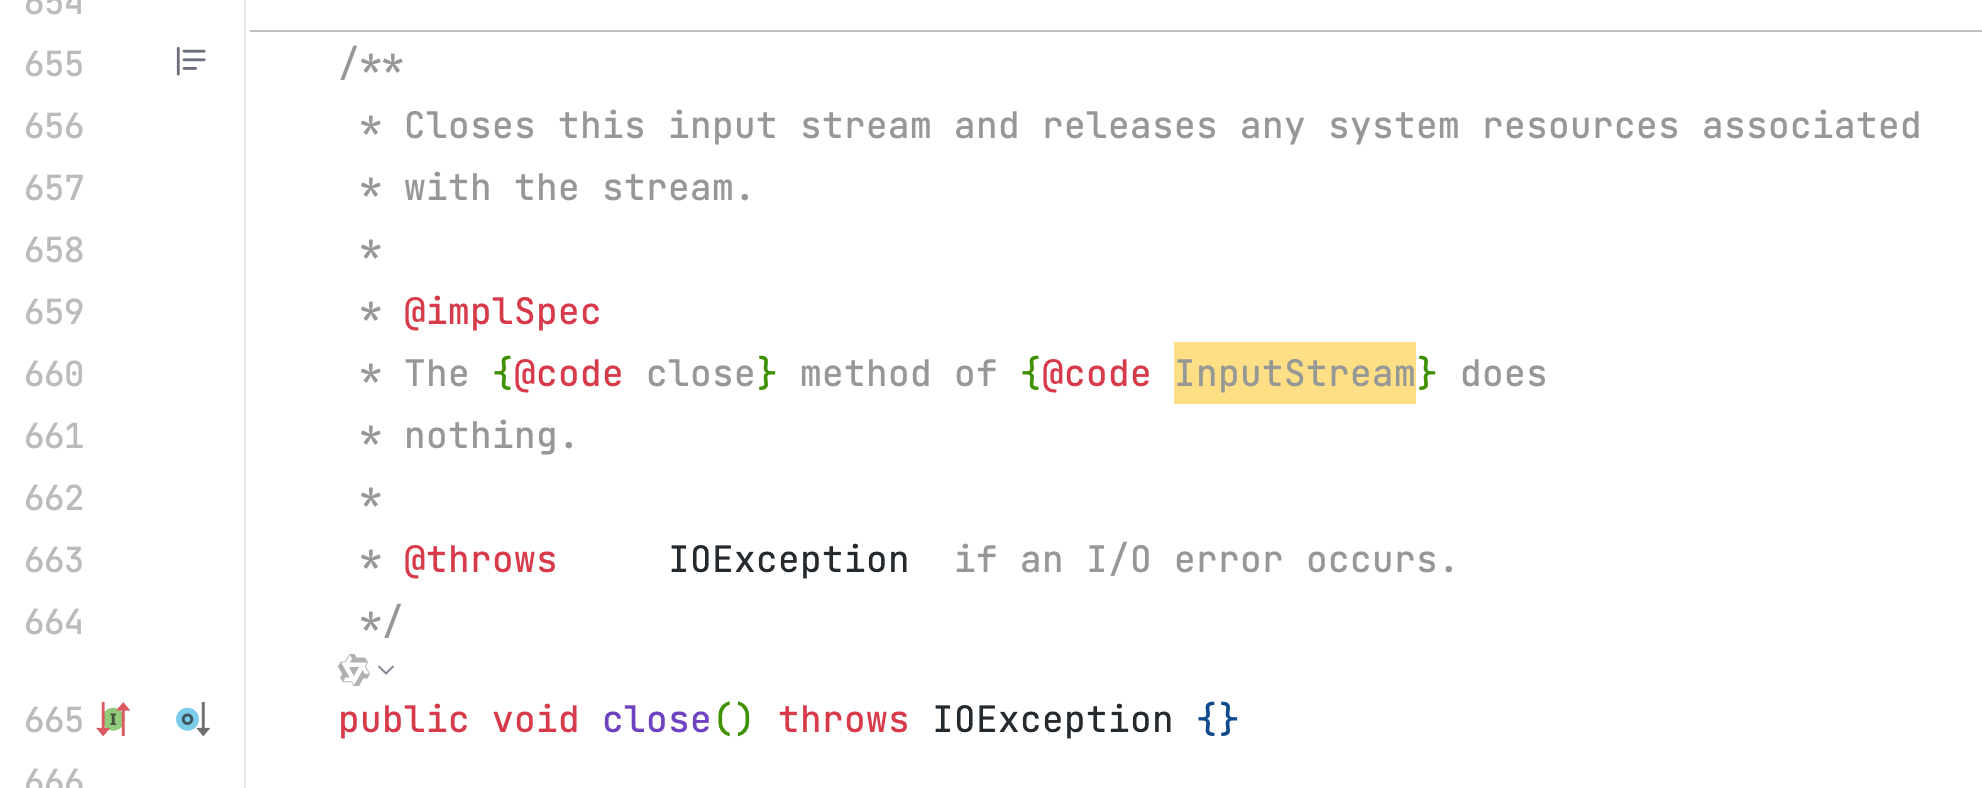 654
655 /**
656 * Closes this input stream and releases any system resources associated
657 * with the stream.
658 *
659 * @implSpec
660 * The {@code close} method of {@code InputStream} does
661 * nothing.
662 *
663 * @throws     IOException  if an I/O error occurs.
664 */
665 I public void close() throws IOException {}
666